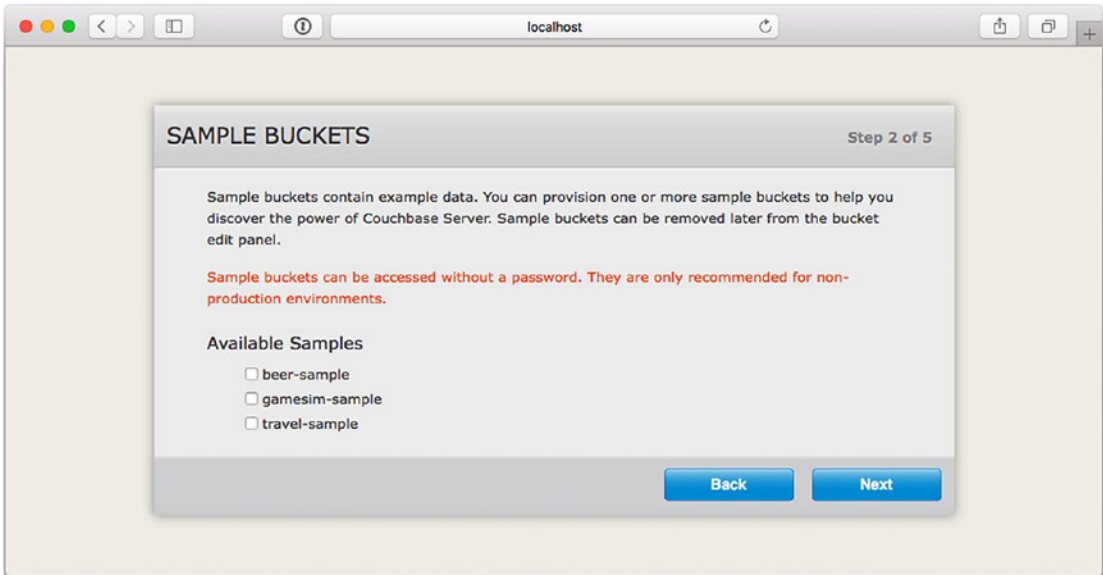 localhost
SAMPLE BUCKETS
Step 2 of 5
Sample buckets contain example data. You can provision one or more sample buckets to help you
discover the power of Couchbase Server. Sample buckets can be removed later from the bucket
edit panel.
Sample buckets can be accessed without a password. They are only recommended for non-
production environments.
Available Samples
beer-sample
gamesim-sample
travel-sample
Back
Next